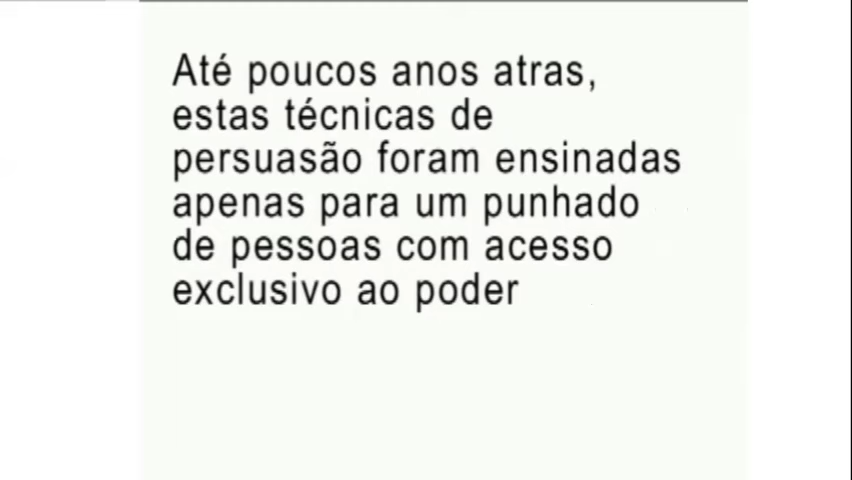 Até poucos anos atras,
estas técnicas de
persuasão foram ensinadas
apenas para um punhado
de pessoas com acesso
exclusivo ao poder